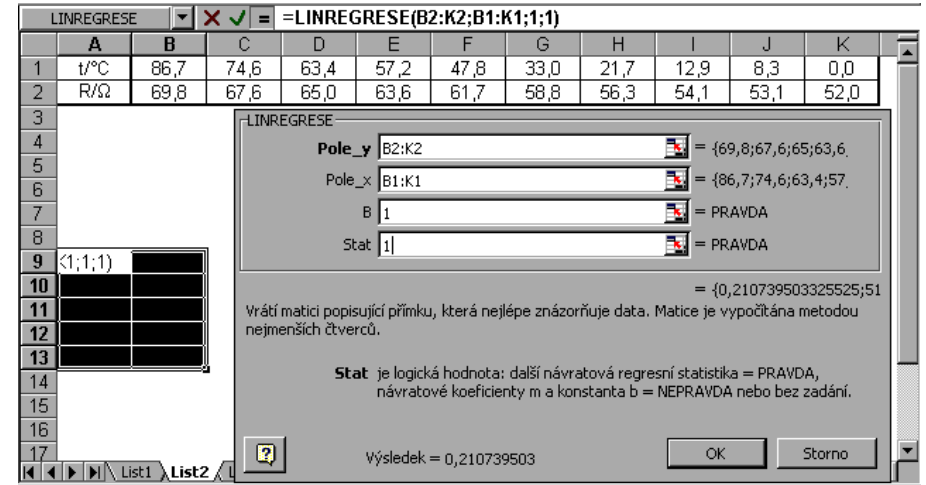 LINREGRESE =LINREGRESE(B2:K2;B1:K1;1;1)
A B C D E F G H I J K
1 t/°C 86,7 74,6 63,4 57,2 47,8 33,0 21,7 12,9 8,3 0,0
2 R/Ω 69,8 67,6 65,0 63,6 61,7 58,8 56,3 54,1 53,1 52,0
3 LINREGRESE
4 Pole_y B2:K2 = {69,8;67,6;65;63,6
5
6 Pole_x B1:K1 = {86,7;74,6;63,4;57
7 B 1 = PRAVDA
8 Stat 1 = PRAVDA
9 <1;1;1)
10 = {0,210739503325525;51
11 Vrátí matici popisující přímku, která nejlépe znázorňuje data. Matice je vypočítána metodou
12 nejmenších čtverců.
13
14 Stat je logická hodnota: další návratová regresní statistika = PRAVDA,
návratové koeficienty m a konstanta b = NEPRAVDA nebo bez zadání.
15
16
17 ? Výsledek = 0,210739503 OK Storno
List1 List2 L